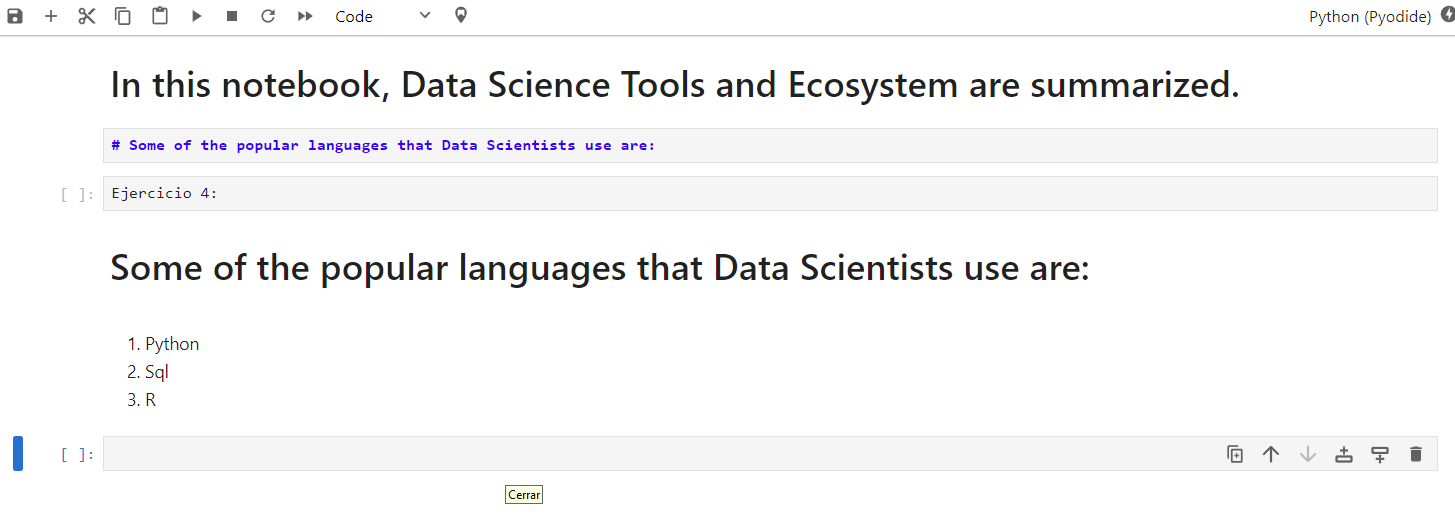 Code
Python (Pyodide)
In this notebook, Data Science Tools and Ecosystem are summarized.
# Some of the popular languages that Data Scientists use are:
[ ]:
Ejercicio 4:
Some of the popular languages that Data Scientists use are:
1. Python
2. Sql
3. R
[ ]:
Cerrar